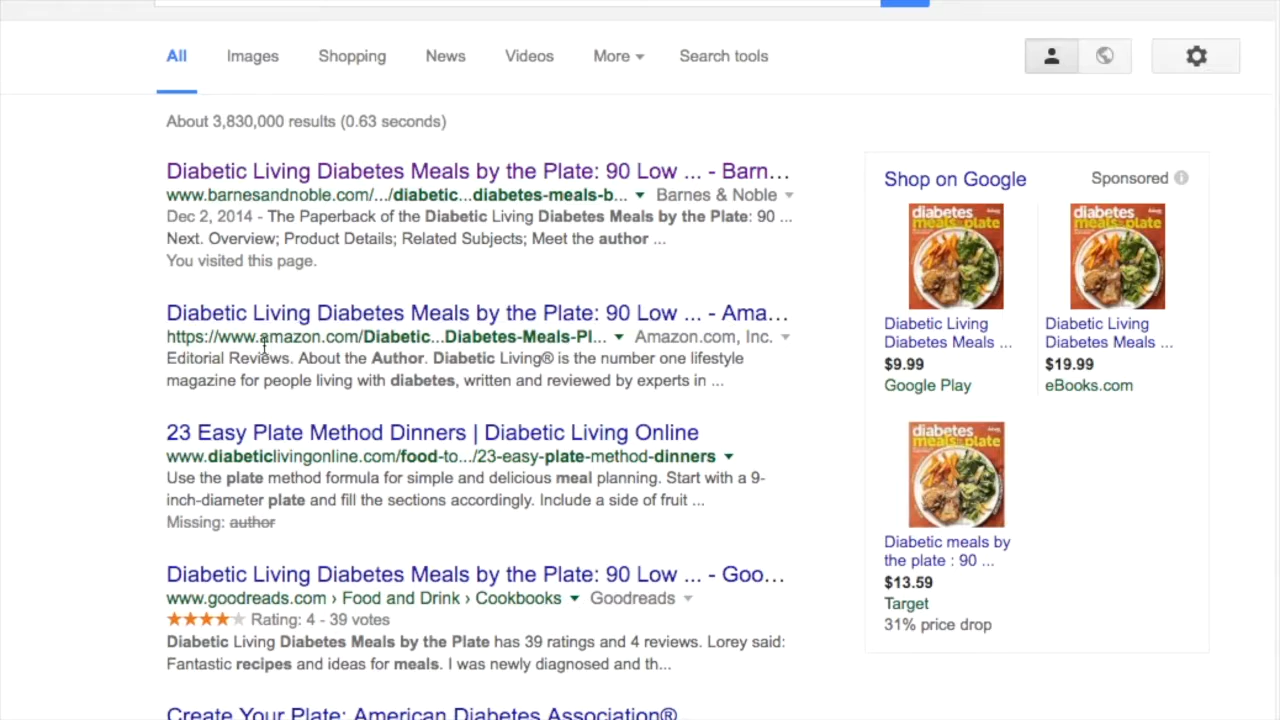 All Images Shopping News Videos More Search tools
About 3,830,000 results (0.63 seconds)
Diabetic Living Diabetes Meals by the Plate: 90 Low ... - Barn...
www.barnesandnoble.com/.../diabetic...diabetes-meals-b... Barnes & Noble
Dec 2, 2014 - The Paperback of the Diabetic Living Diabetes Meals by the Plate: 90 ...
Next. Overview; Product Details; Related Subjects; Meet the author ...
You visited this page.
Diabetic Living Diabetes Meals by the Plate: 90 Low ... - Ama...
https://www.amazon.com/Diabetic...Diabetes-Meals-Pl... Amazon.com, Inc.
Editorial Reviews. About the Author. Diabetic Living® is the number one lifestyle
magazine for people living with diabetes, written and reviewed by experts in ...
23 Easy Plate Method Dinners | Diabetic Living Online
www.diabeticlivingonline.com/food-to.../23-easy-plate-method-dinners
Use the plate method formula for simple and delicious meal planning. Start with a 9-
inch-diameter plate and fill the sections accordingly. Include a side of fruit ...
Missing: author
Diabetic Living Diabetes Meals by the Plate: 90 Low ... - Goo...
www.goodreads.com › Food and Drink › Cookbooks Goodreads
Rating: 4 - 39 votes
Diabetic Living Diabetes Meals by the Plate has 39 ratings and 4 reviews. Lorey said:
Fantastic recipes and ideas for meals. I was newly diagnosed and th...
Create Your Plate: American Diabetes Association®
Shop on Google Sponsored
diabetes
meals plate
diabetes
meals plate
Diabetic Living
Diabetes Meals ...
$9.99
Google Play
Diabetic Living
Diabetes Meals ...
$19.99
eBooks.com
diabetes
meals plate
Diabetic meals by
the plate : 90 ...
$13.59
Target
31% price drop